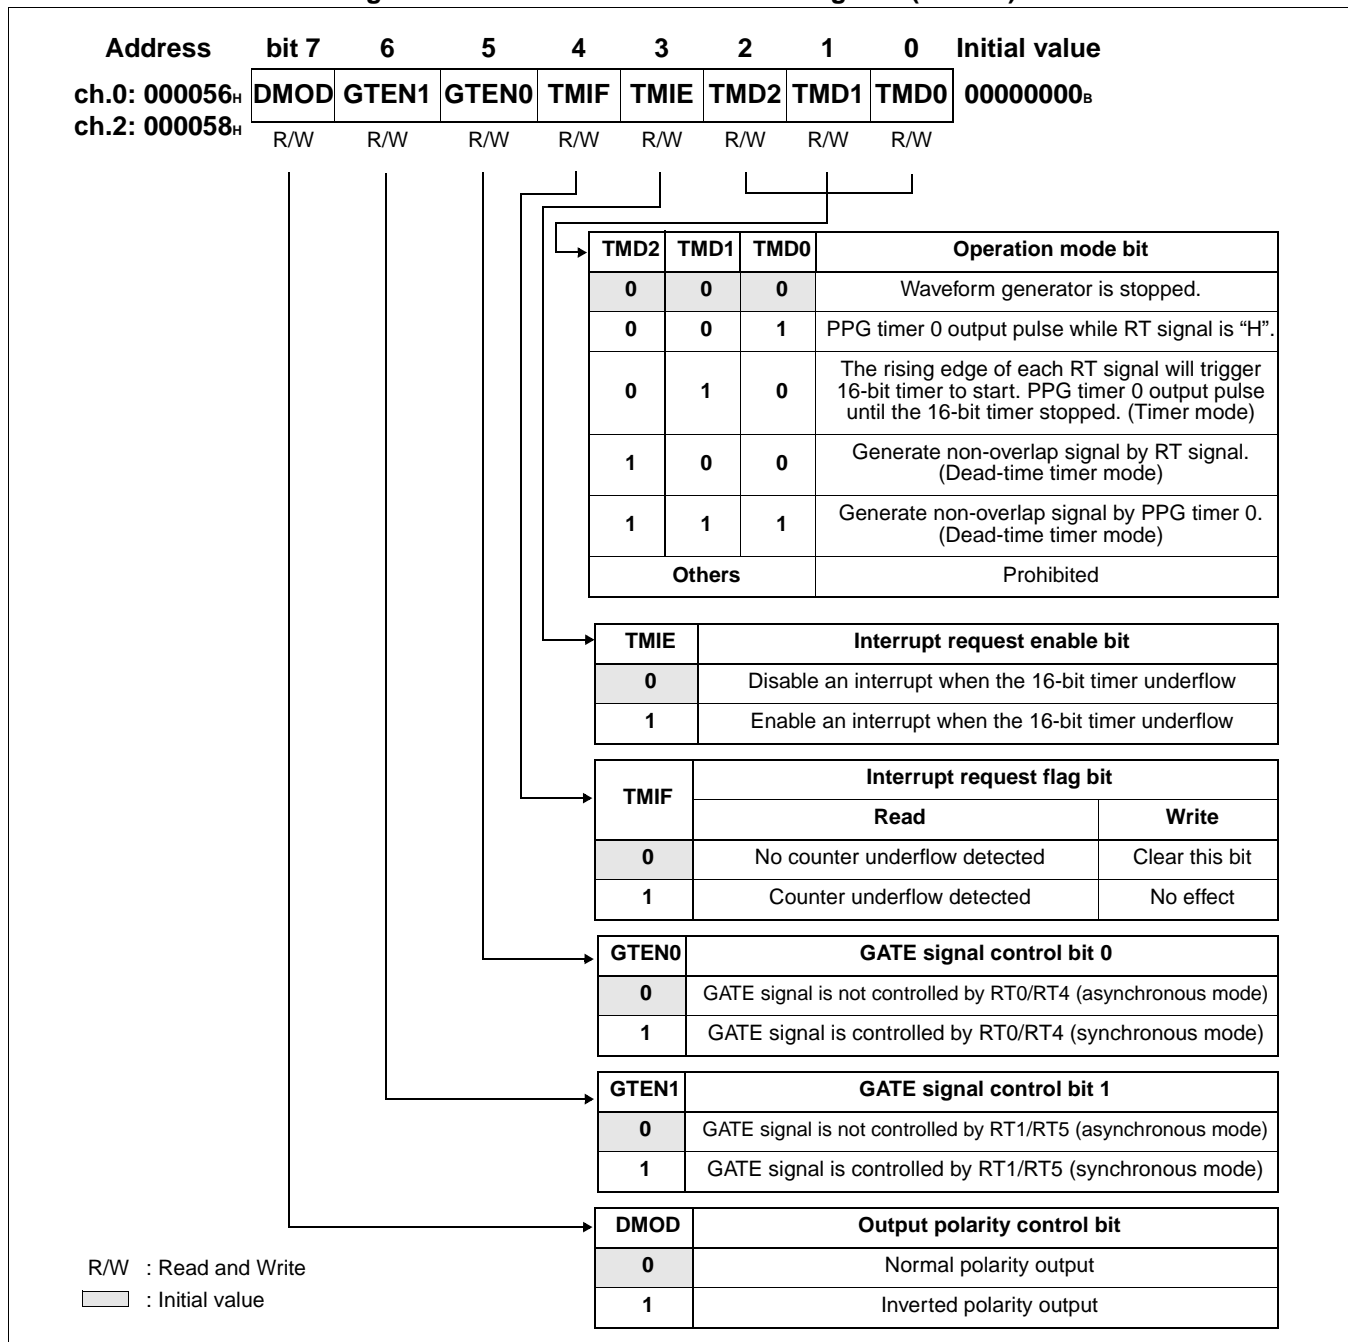 Address bit 7 6 5 4 3 2 1 0 Initial value
ch.0: 000056H DMOD GTEN1 GTEN0 TMIF TMIE TMD2 TMD1 TMD0 00000000B
ch.2: 000058H
R/W R/W R/W R/W R/W R/W R/W R/W
TMD2 TMD1 TMD0 Operation mode bit
0 0 0 Waveform generator is stopped.
0 0 1 PPG timer 0 output pulse while RT signal is “H”.
0 1 0 The rising edge of each RT signal will trigger
16-bit timer to start. PPG timer 0 output pulse
until the 16-bit timer stopped. (Timer mode)
1 0 0 Generate non-overlap signal by RT signal.
(Dead-time timer mode)
1 1 1 Generate non-overlap signal by PPG timer 0.
(Dead-time timer mode)
Others Prohibited
TMIE Interrupt request enable bit
0 Disable an interrupt when the 16-bit timer underflow
1 Enable an interrupt when the 16-bit timer underflow
TMIF Interrupt request flag bit
Read Write
0 No counter underflow detected Clear this bit
1 Counter underflow detected No effect
GTEN0 GATE signal control bit 0
0 GATE signal is not controlled by RT0/RT4 (asynchronous mode)
1 GATE signal is controlled by RT0/RT4 (synchronous mode)
GTEN1 GATE signal control bit 1
0 GATE signal is not controlled by RT1/RT5 (asynchronous mode)
1 GATE signal is controlled by RT1/RT5 (synchronous mode)
DMOD Output polarity control bit
0 Normal polarity output
1 Inverted polarity output
R/W : Read and Write
: Initial value